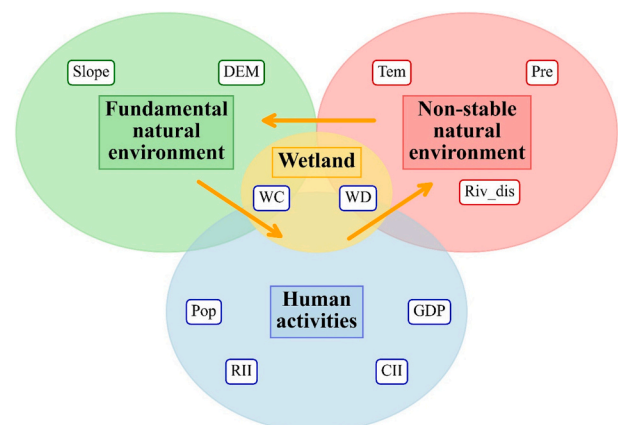 Slope
DEM
Tem
Pre
Fundamental
natural
environment
Non-stable
natural
environment
Wetland
WC
WD
Riv_dis
Human
activities
Pop
GDP
RII
CII